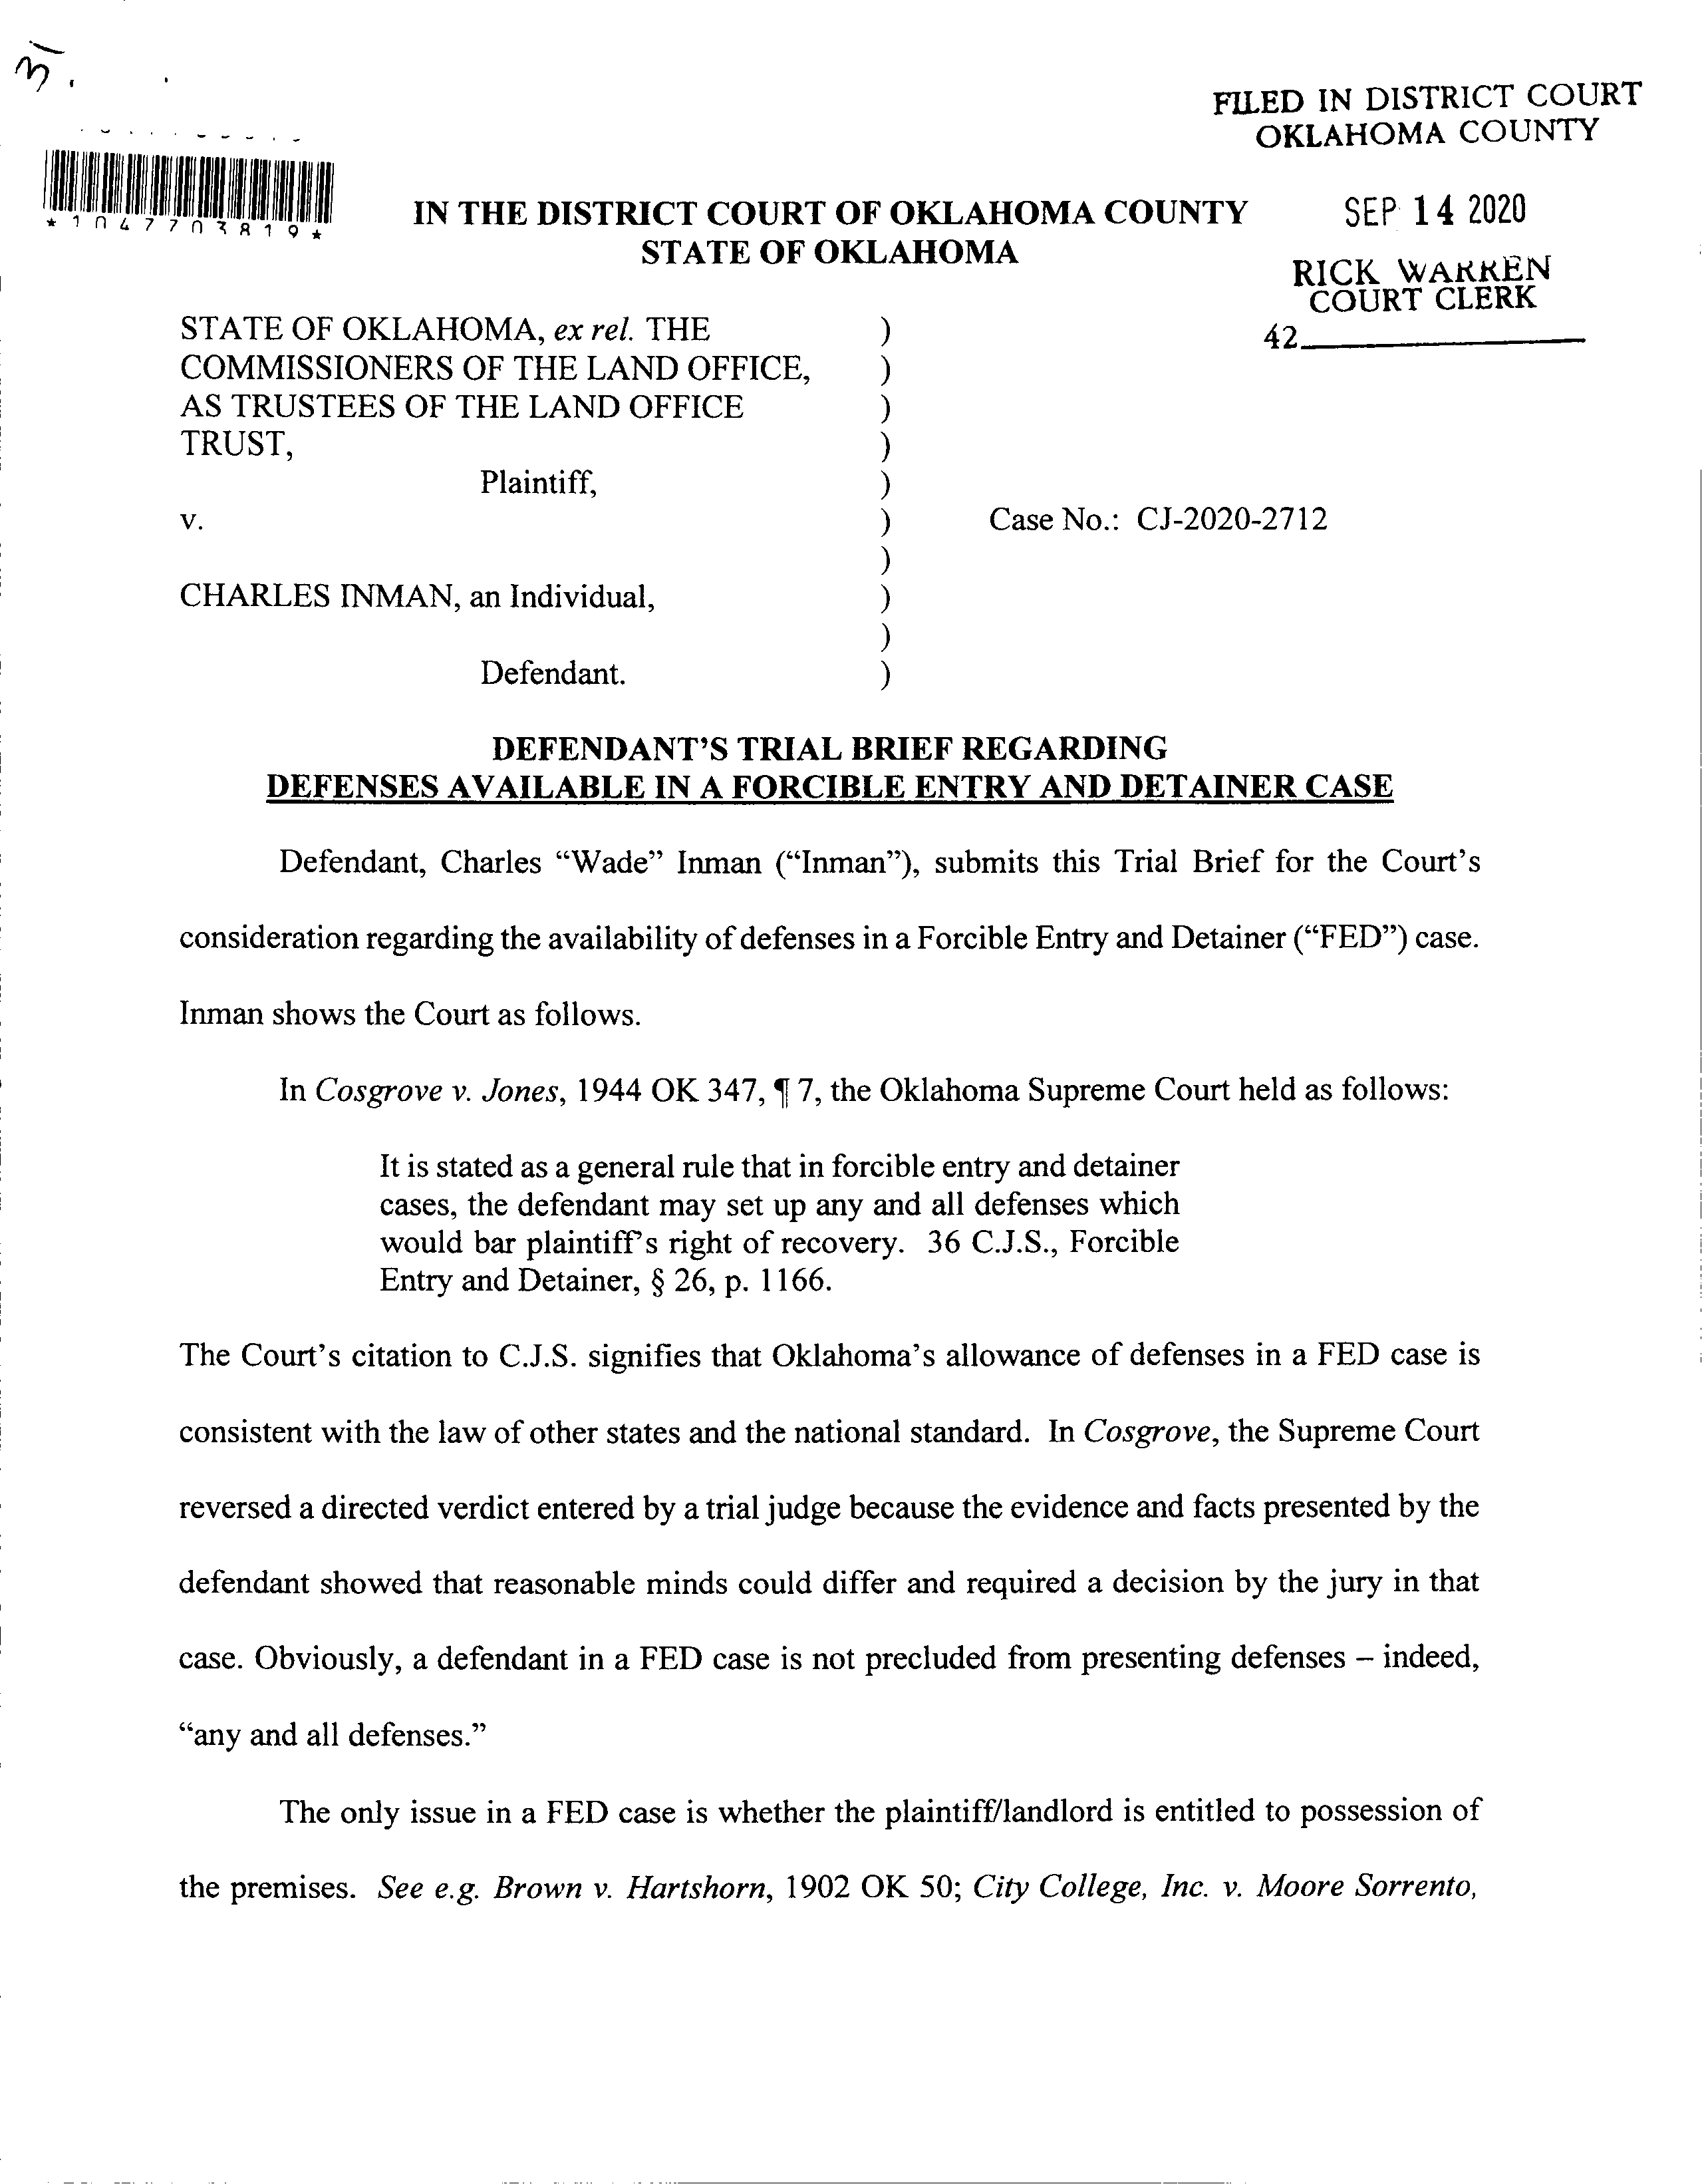 31
FILED IN DISTRICT COURT
OKLAHOMA COUNTY
*1047703819*
IN THE DISTRICT COURT OF OKLAHOMA COUNTY
STATE OF OKLAHOMA
SEP 14 2020
RICK WARREN
COURT CLERK
42
STATE OF OKLAHOMA, ex rel. THE )
COMMISSIONERS OF THE LAND OFFICE, )
AS TRUSTEES OF THE LAND OFFICE )
TRUST, )
Plaintiff, )
v. ) Case No.: CJ-2020-2712
)
CHARLES INMAN, an Individual, )
)
Defendant. )
DEFENDANT'S TRIAL BRIEF REGARDING
DEFENSES AVAILABLE IN A FORCIBLE ENTRY AND DETAINER CASE
Defendant, Charles “Wade” Inman (“Inman”), submits this Trial Brief for the Court's
consideration regarding the availability of defenses in a Forcible Entry and Detainer (“FED”) case.
Inman shows the Court as follows.
In Cosgrove v. Jones, 1944 OK 347, ¶ 7, the Oklahoma Supreme Court held as follows:
It is stated as a general rule that in forcible entry and detainer
cases, the defendant may set up any and all defenses which
would bar plaintiff's right of recovery. 36 C.J.S., Forcible
Entry and Detainer, § 26, p. 1166.
The Court's citation to C.J.S. signifies that Oklahoma's allowance of defenses in a FED case is
consistent with the law of other states and the national standard. In Cosgrove, the Supreme Court
reversed a directed verdict entered by a trial judge because the evidence and facts presented by the
defendant showed that reasonable minds could differ and required a decision by the jury in that
case. Obviously, a defendant in a FED case is not precluded from presenting defenses – indeed,
“any and all defenses.”
The only issue in a FED case is whether the plaintiff/landlord is entitled to possession of
the premises. See e.g. Brown v. Hartshorn, 1902 OK 50; City College, Inc. v. Moore Sorrento,